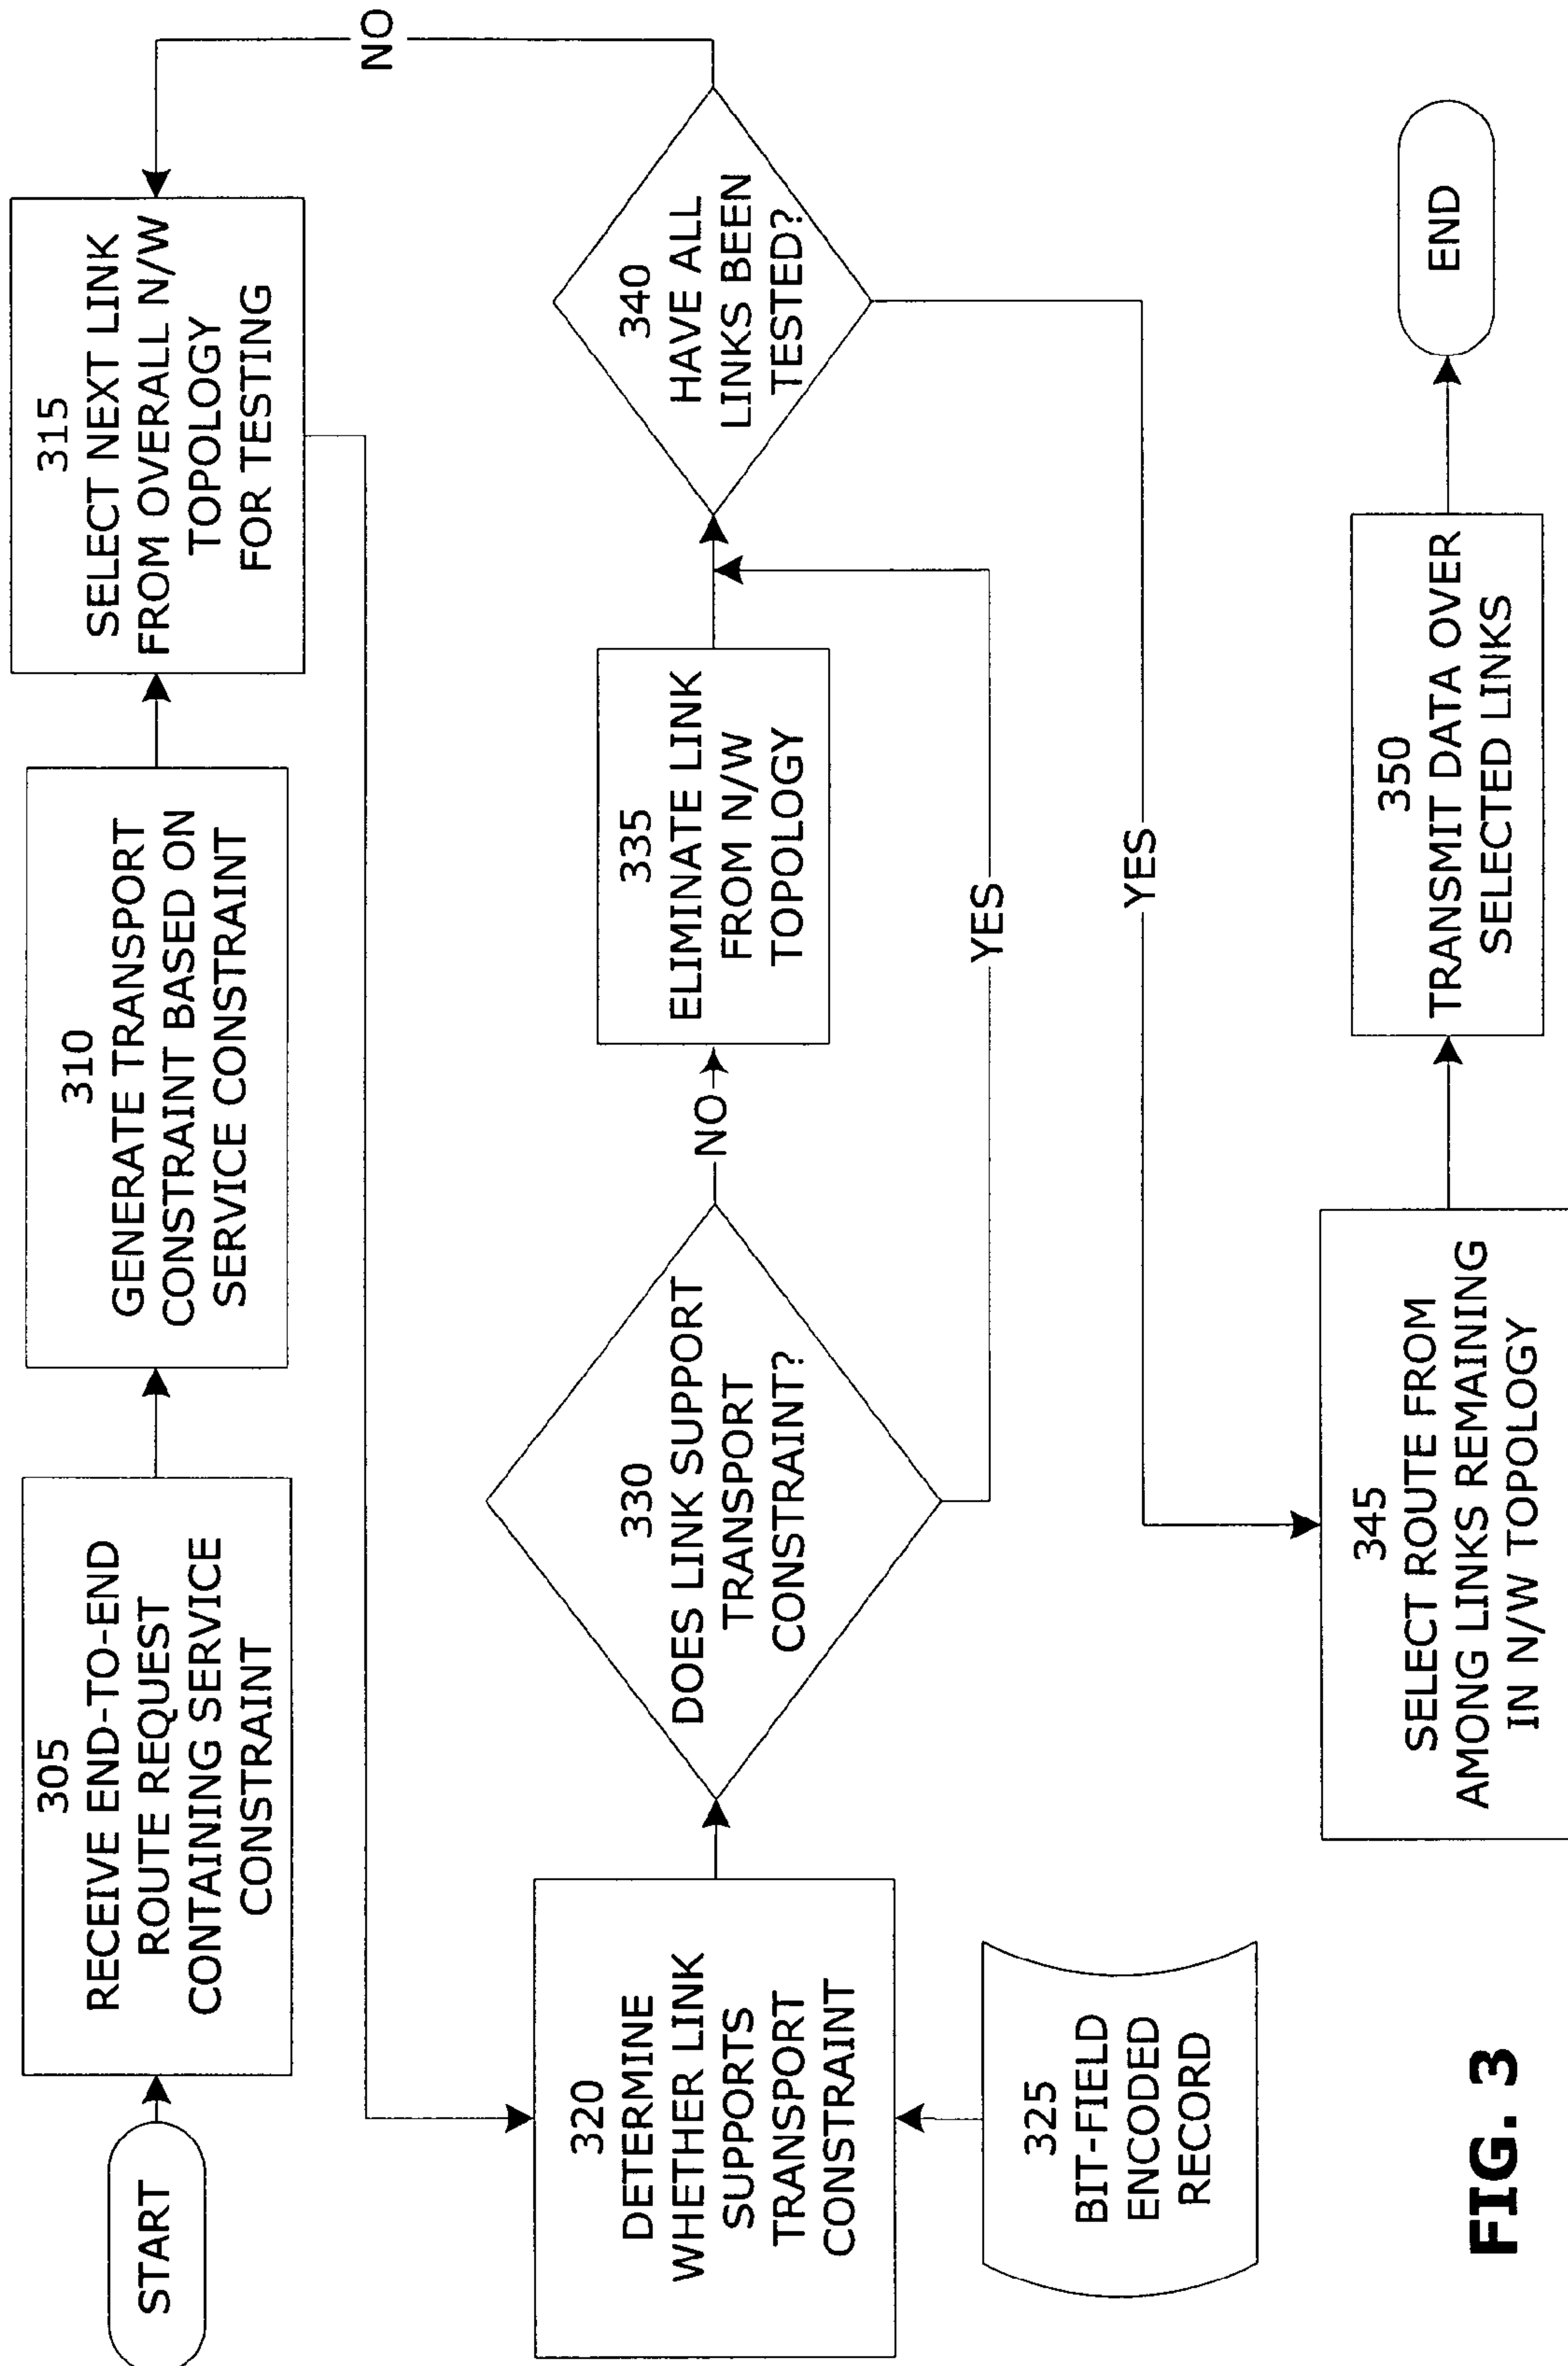 START
305
RECEIVE END-TO-END
ROUTE REQUEST
CONTAINING SERVICE
CONSTRAINT
310
GENERATE TRANSPORT
CONSTRAINT BASED ON
SERVICE CONSTRAINT
315
SELECT NEXT LINK
FROM OVERALL N/W
TOPOLOGY
FOR TESTING
320
DETERMINE
WHETHER LINK
SUPPORTS
TRANSPORT
CONSTRAINT
325
BIT-FIELD
ENCODED
RECORD
330
DOES LINK SUPPORT
TRANSPORT
CONSTRAINT?
NO
335
ELIMINATE LINK
FROM N/W
TOPOLOGY
YES
340
HAVE ALL
LINKS BEEN
TESTED?
NO
YES
345
SELECT ROUTE FROM
AMONG LINKS REMAINING
IN N/W TOPOLOGY
350
TRANSMIT DATA OVER
SELECTED LINKS
END
FIG. 3